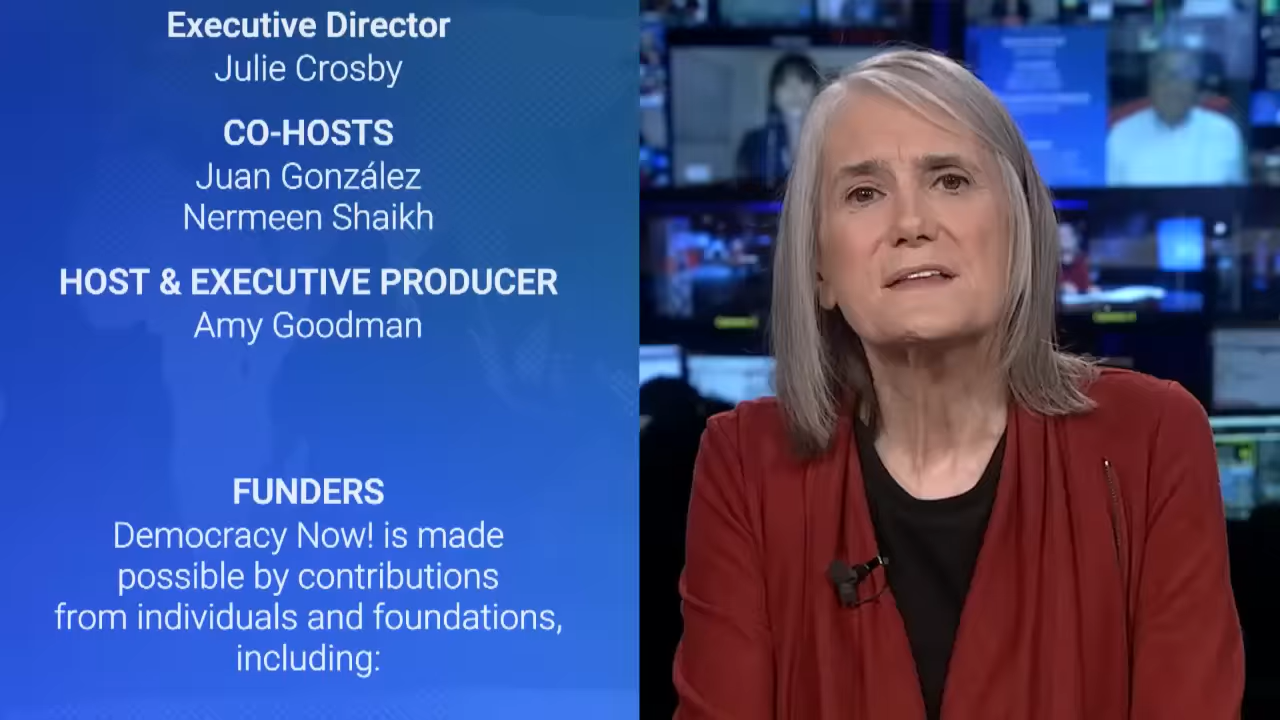 Executive Director
Julie Crosby
CO-HOSTS
Juan González
Nermeen Shaikh
HOST & EXECUTIVE PRODUCER
Amy Goodman
FUNDERS
Democracy Now! is made
possible by contributions
from individuals and foundations,
including: